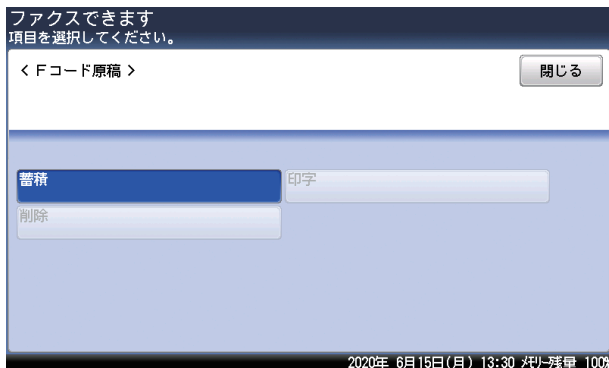 ファクスできます
項目を選択してください。
< Fコード原稿 >
閉じる
蓄積
印字
削除
2020年 6月15日(月) 13:30 ﾒﾓﾘｰ残量 100%